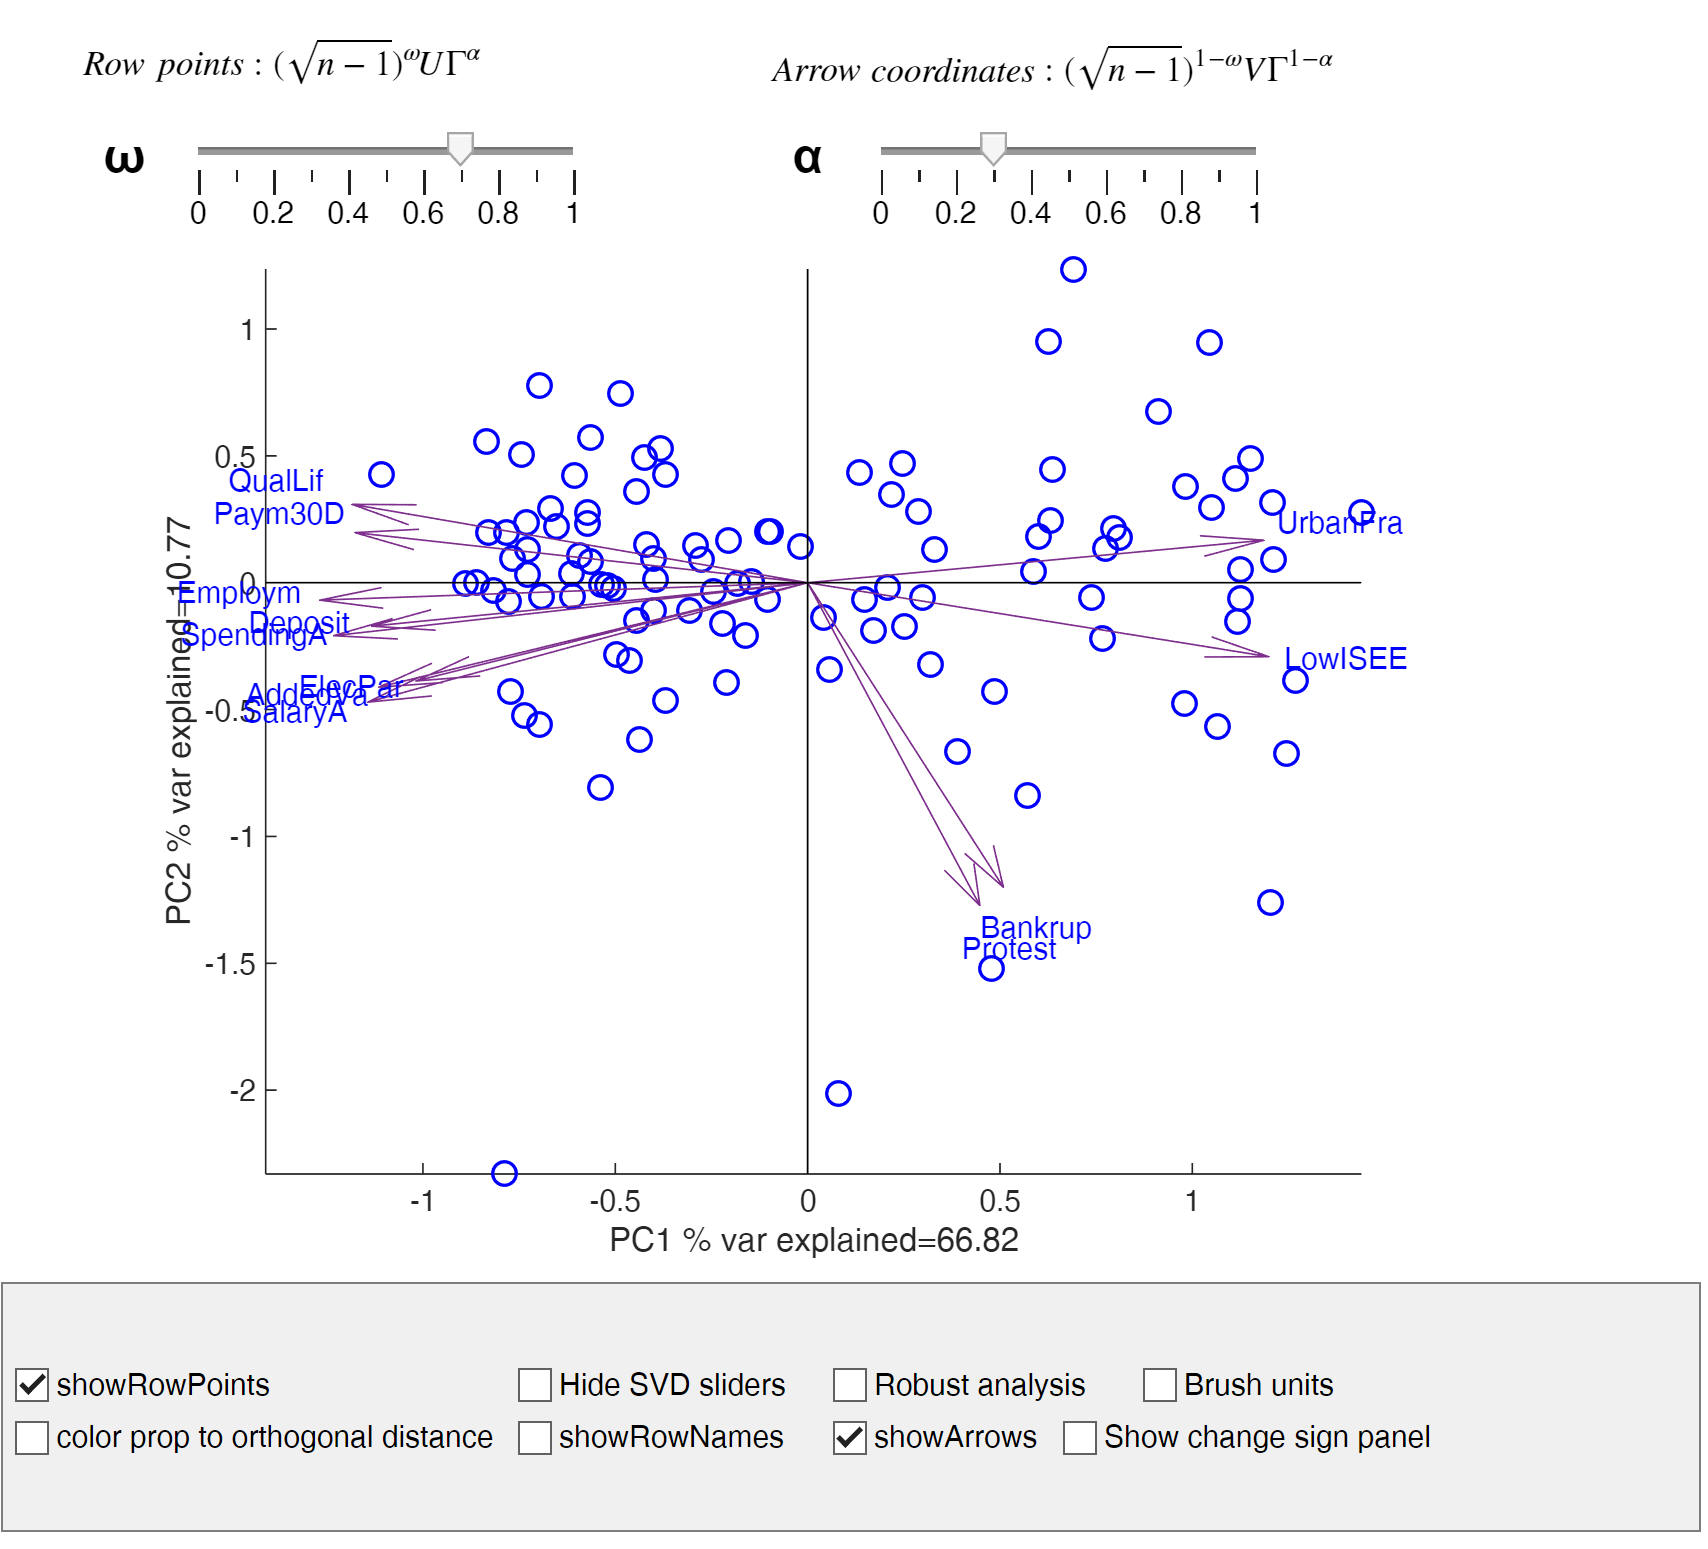 Row points : (√n − 1)^ω UΓ^α
Arrow coordinates : (√n − 1)^1−ω VΓ^1−α
ω
0 0.2 0.4 0.6 0.8 1
α
0 0.2 0.4 0.6 0.8 1
PC2 % var explained=10.77
1
0.5
0
-0.5
-1
-1.5
-2
QualLif
Paym30D
Employm
Deposit
SpendingA
ElecPar
AddedVa
SalaryA
UrbanFra
LowISEE
Bankrup
Protest
-1 -0.5 0 0.5 1
PC1 % var explained=66.82
showRowPoints Hide SVD sliders Robust analysis Brush units
color prop to orthogonal distance showRowNames showArrows Show change sign panel